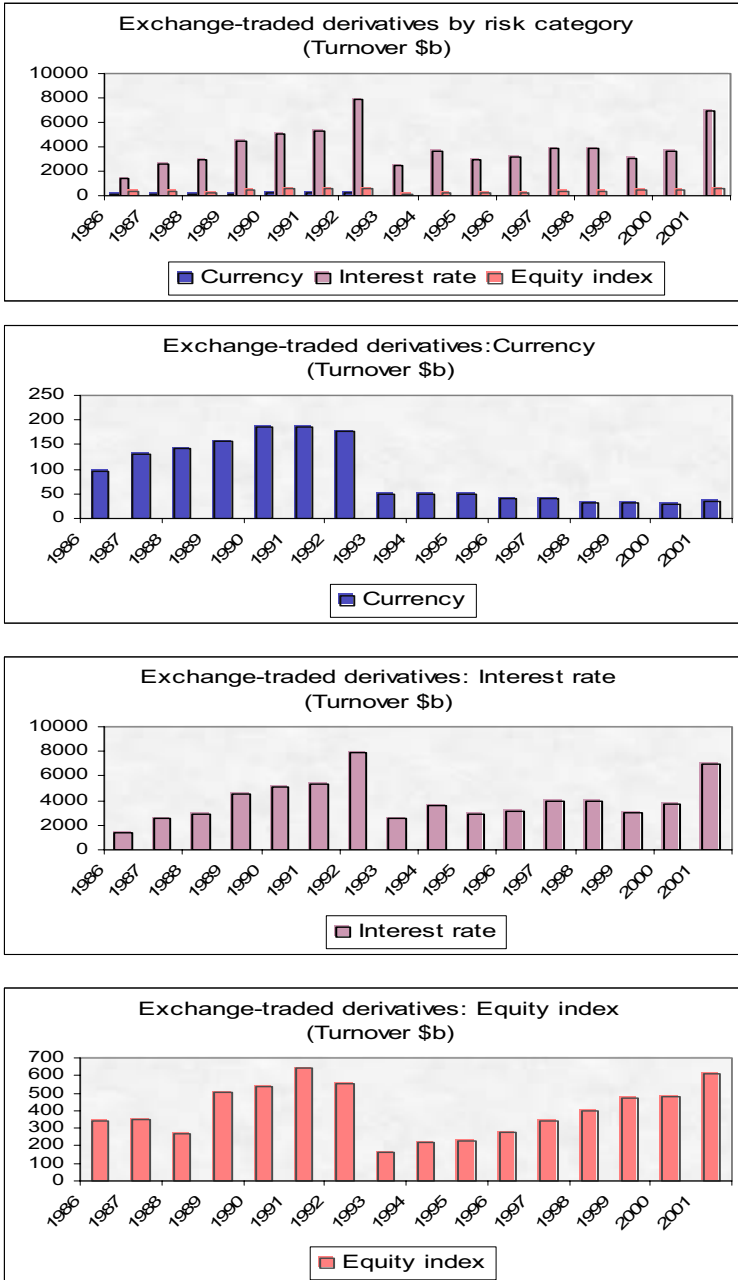 Exchange-traded derivatives by risk category
(Turnover $b)
10000
8000
6000
4000
2000
0
1986 1987 1988 1989 1990 1991 1992 1993 1994 1995 1996 1997 1998 1999 2000 2001
Currency Interest rate Equity index
Exchange-traded derivatives:Currency
(Turnover $b)
250
200
150
100
50
0
1986 1987 1988 1989 1990 1991 1992 1993 1994 1995 1996 1997 1998 1999 2000 2001
Currency
Exchange-traded derivatives: Interest rate
(Turnover $b)
10000
8000
6000
4000
2000
0
1986 1987 1988 1989 1990 1991 1992 1993 1994 1995 1996 1997 1998 1999 2000 2001
Interest rate
Exchange-traded derivatives: Equity index
(Turnover $b)
700
600
500
400
300
200
100
0
1986 1987 1988 1989 1990 1991 1992 1993 1994 1995 1996 1997 1998 1999 2000 2001
Equity index